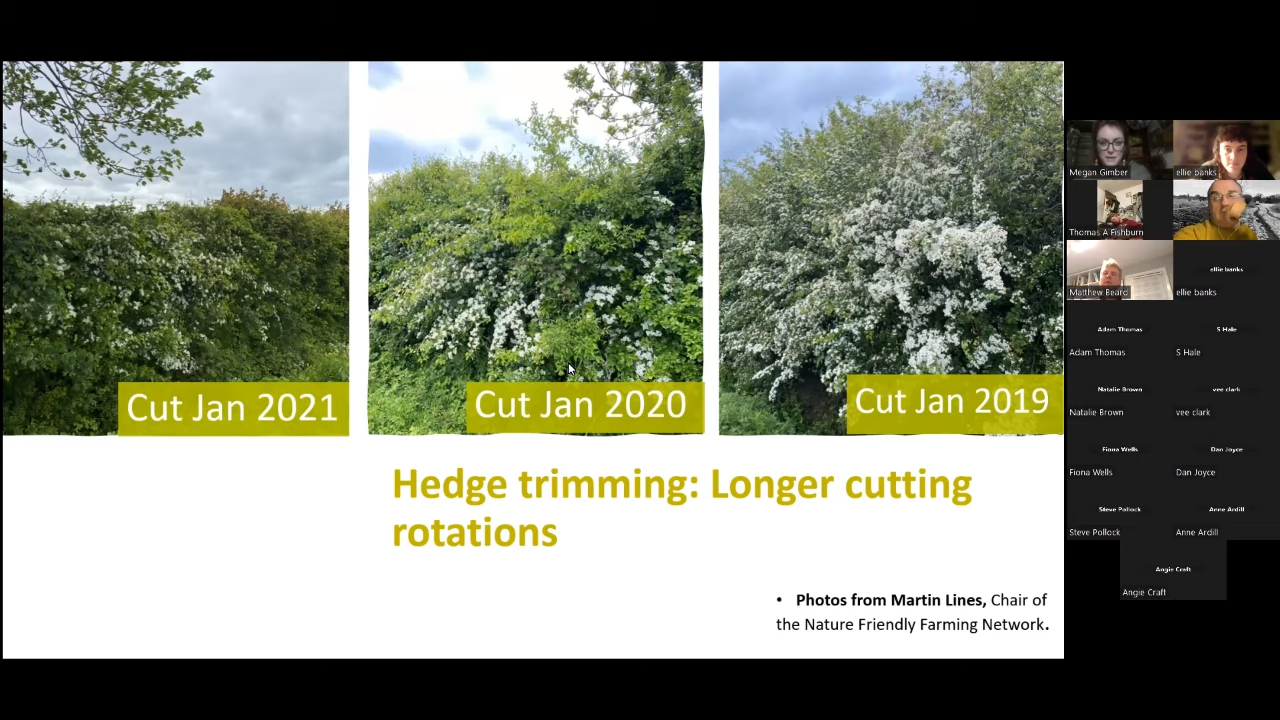 Cut Jan 2021
Cut Jan 2020
Cut Jan 2019
Hedge trimming: Longer cutting
rotations
• Photos from Martin Lines, Chair of
the Nature Friendly Farming Network.
Megan Gimber
ellie banks
Thomas A Fishburn
Matthew Beard
ellie banks
ellie banks
Adam Thomas
Adam Thomas
S Hale
S Hale
Natalie Brown
Natalie Brown
vee clark
vee clark
Fiona Wells
Fiona Wells
Dan Joyce
Dan Joyce
Steve Pollock
Steve Pollock
Anne Ardill
Anne Ardill
Angie Craft
Angie Craft